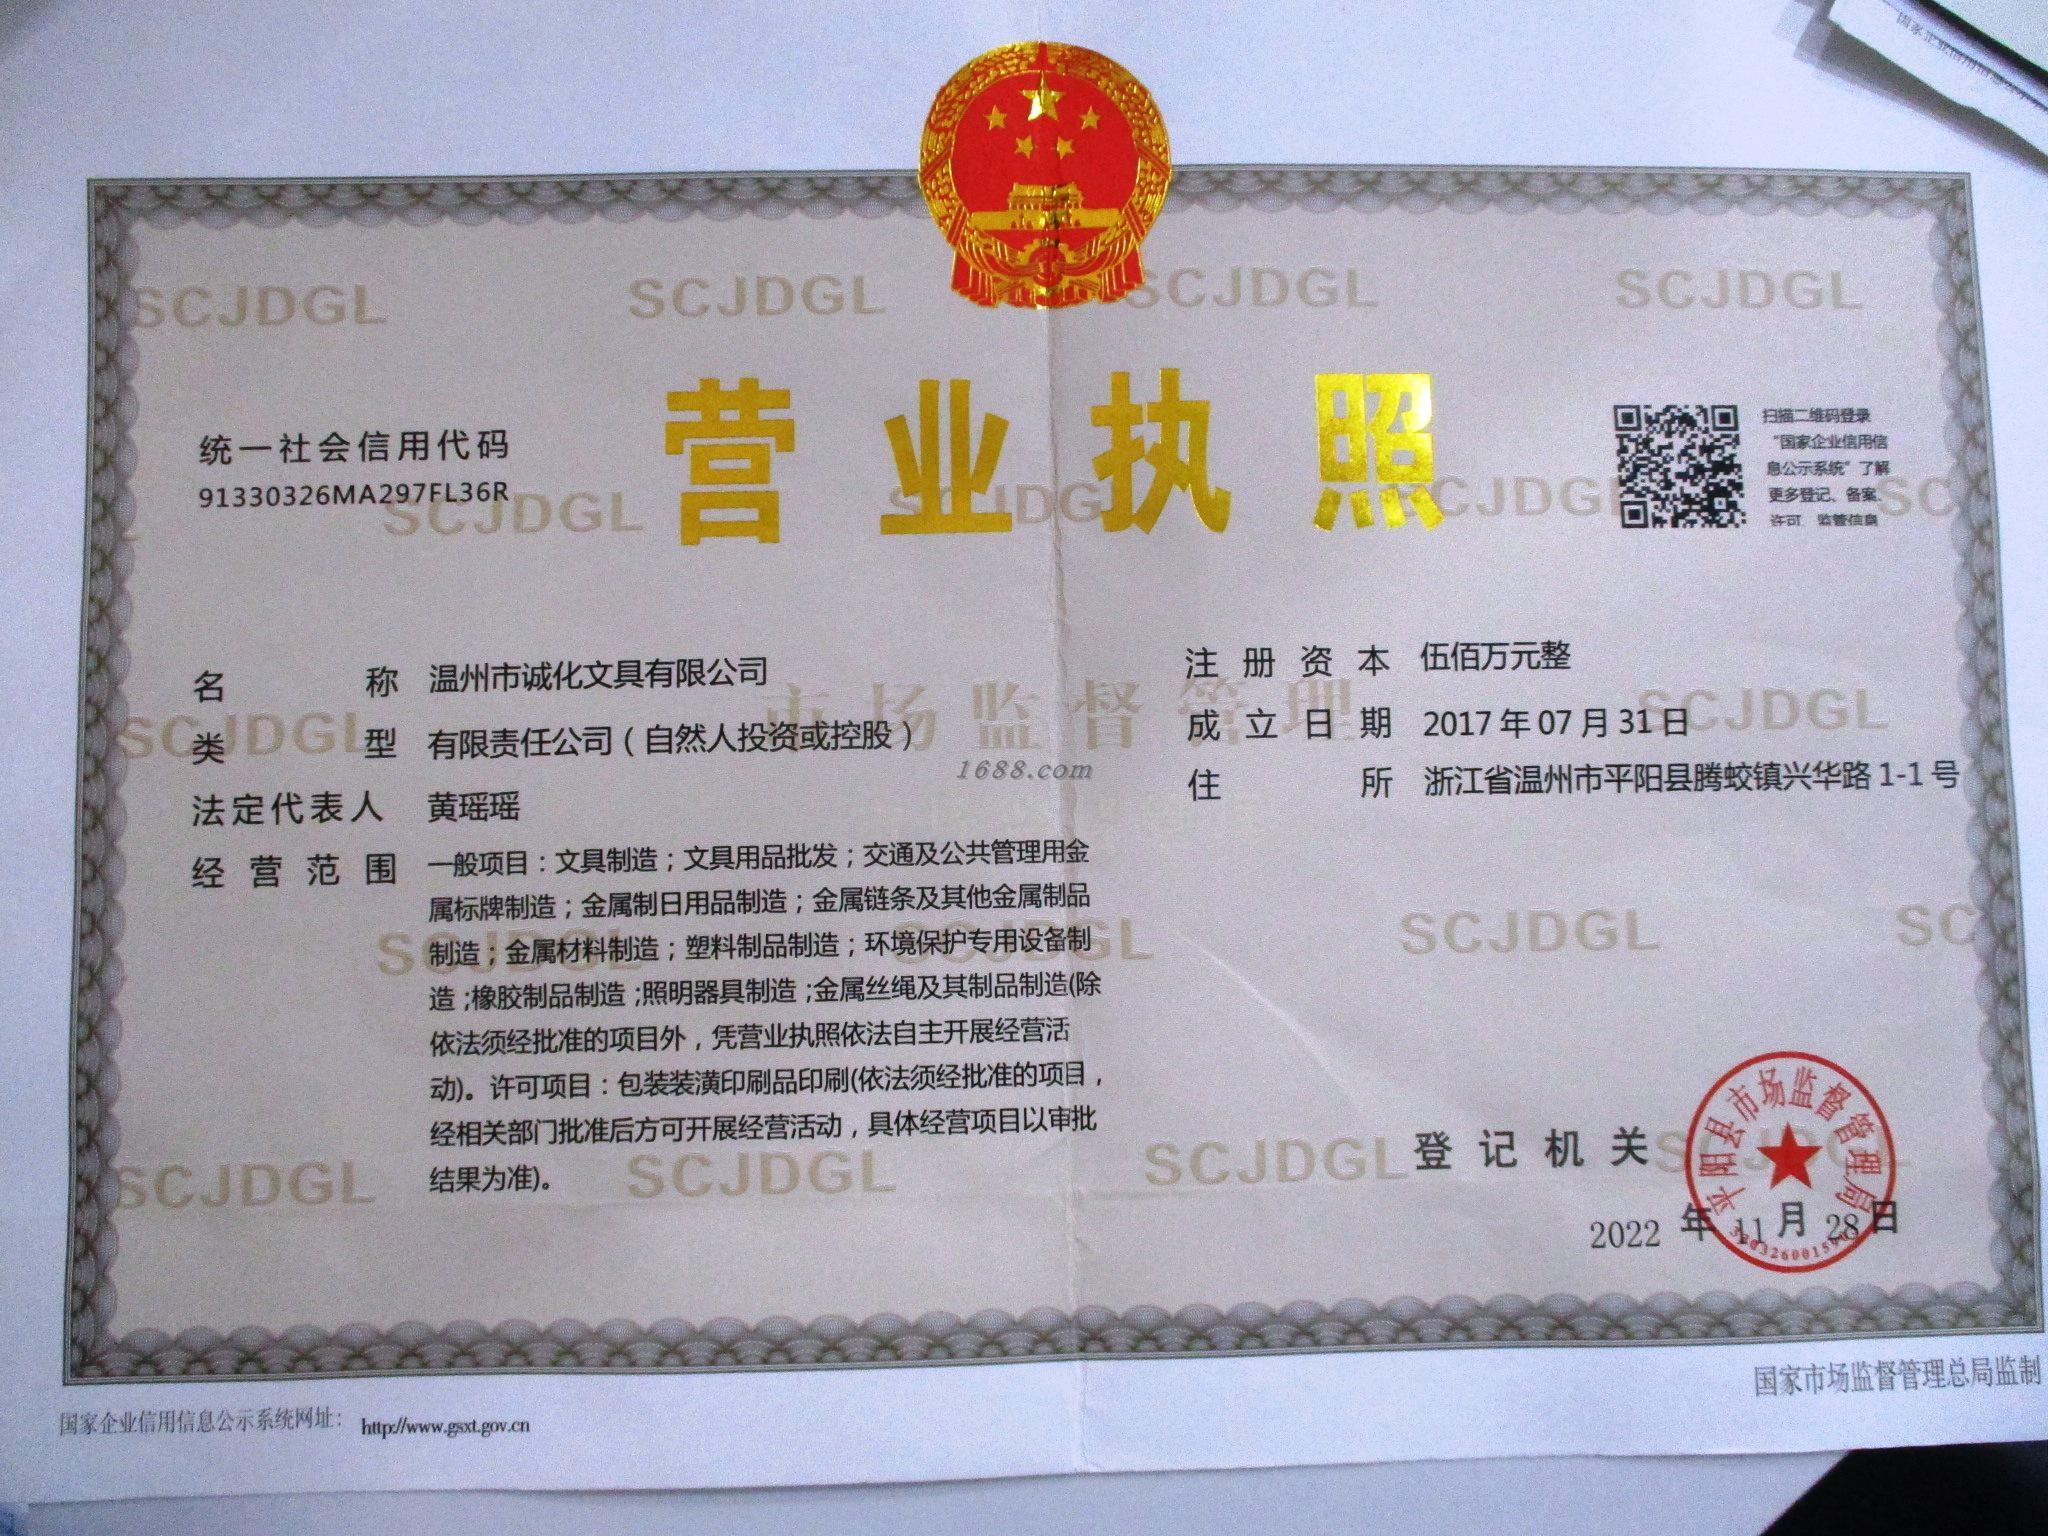 营业执照
统一社会信用代码
91330326MA297FL36R
扫描二维码登录
“国家企业信用信
息公示系统”了解
更多登记、备案、
许可、监管信息
名称 温州市诚化文具有限公司
类型 有限责任公司（自然人投资或控股）
法定代表人 黄瑶瑶
经营范围 一般项目：文具制造；文具用品批发；交通及公共管理用金
属标牌制造；金属制日用品制造；金属链条及其他金属制品
制造；金属材料制造；塑料制品制造；环境保护专用设备制
造;橡胶制品制造;照明器具制造;金属丝绳及其制品制造(除
依法须经批准的项目外，凭营业执照依法自主开展经营活
动)。许可项目：包装装潢印刷品印刷(依法须经批准的项目，
经相关部门批准后方可开展经营活动，具体经营项目以审批
结果为准)。
注册资本 伍佰万元整
成立日期 2017年07月31日
住所 浙江省温州市平阳县腾蛟镇兴华路1-1号
市场监督管理
1688.com
SCJDGL
登记机关
平阳县市场监督管理局
2022年11月28日
国家企业信用信息公示系统网址： http://www.gsxt.gov.cn
国家市场监督管理总局监制